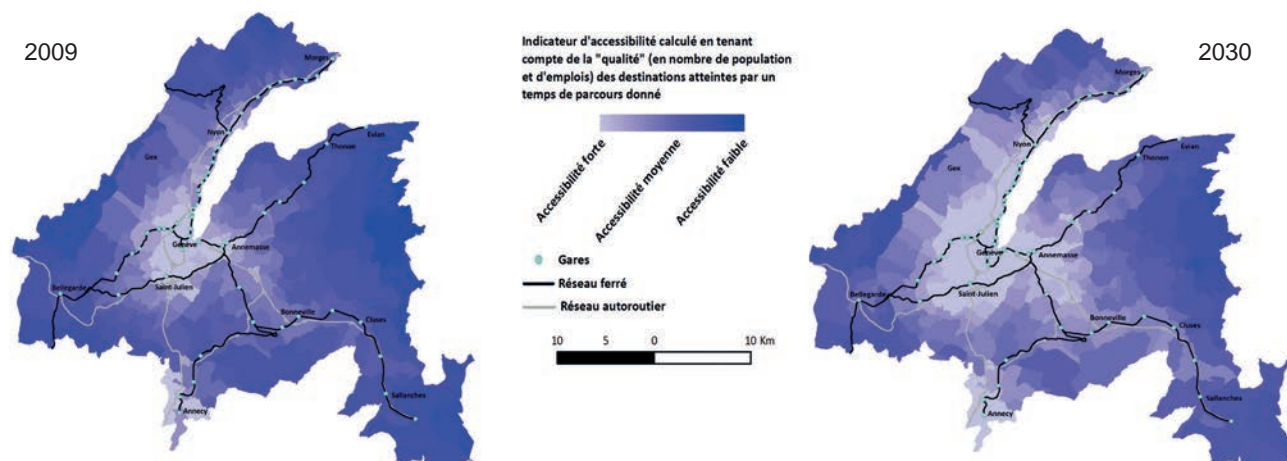 2009
Morges
Nyon
Evian
Thonon
Gex
Genève
Annemasse
Bellegarde
Saint-Julien
Bonneville
Cluses
Sallanches
Annecy
Indicateur d'accessibilité calculé en tenant
compte de la "qualité" (en nombre de population
et d'emplois) des destinations atteintes par un
temps de parcours donné
Accessibilité forte
Accessibilité moyenne
Accessibilité faible
Gares
Réseau ferré
Réseau autoroutier
10 5 0 10 Km
2030
Morges
Nyon
Evian
Thonon
Gex
Genève
Annemasse
Bellegarde
Saint-Julien
Bonneville
Cluses
Sallanches
Annecy